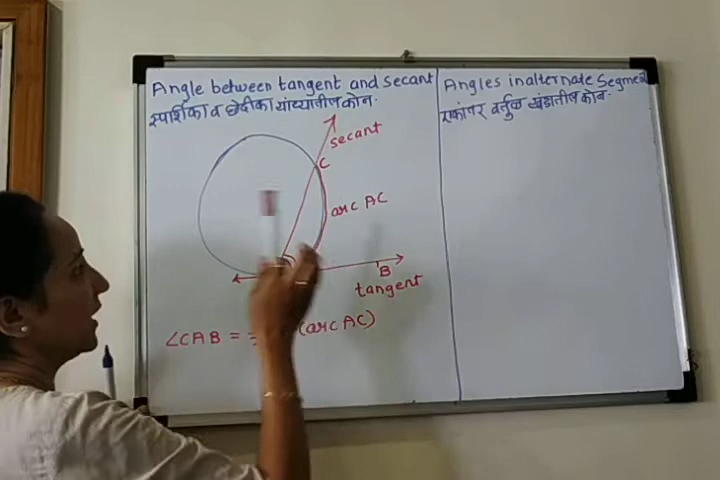 Angle between tangent and secant
स्पर्शिका व छेदीका यांच्यातील कोन.
secant
C
arc AC
B
tangent
∠CAB = (arc AC)
Angles in alternate Segment
एकांतर वर्तुळ खंडातील कोन.